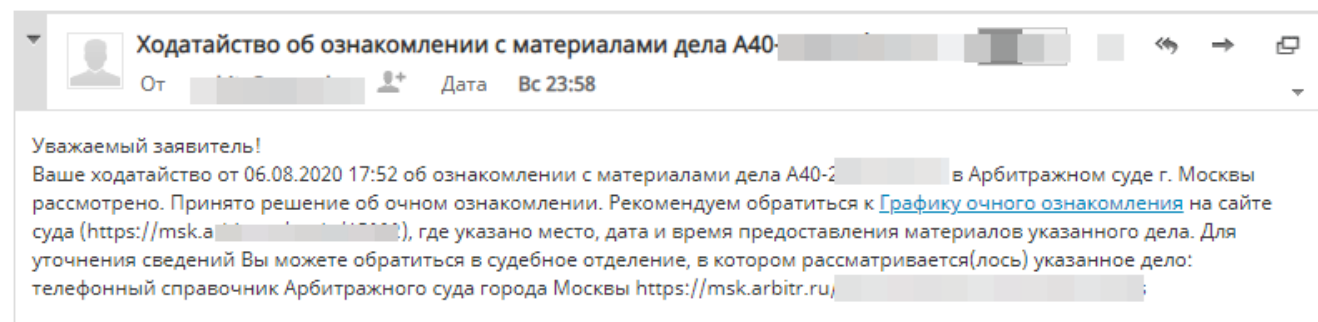 Ходатайство об ознакомлении с материалами дела А40-
От Дата Вс 23:58
Уважаемый заявитель!
Ваше ходатайство от 06.08.2020 17:52 об ознакомлении с материалами дела А40-2 в Арбитражном суде г. Москвы
рассмотрено. Принято решение об очном ознакомлении. Рекомендуем обратиться к Графику очного ознакомления на сайте
суда (https://msk.a ), где указано место, дата и время предоставления материалов указанного дела. Для
уточнения сведений Вы можете обратиться в судебное отделение, в котором рассматривается(лось) указанное дело:
телефонный справочник Арбитражного суда города Москвы https://msk.arbitr.ru/